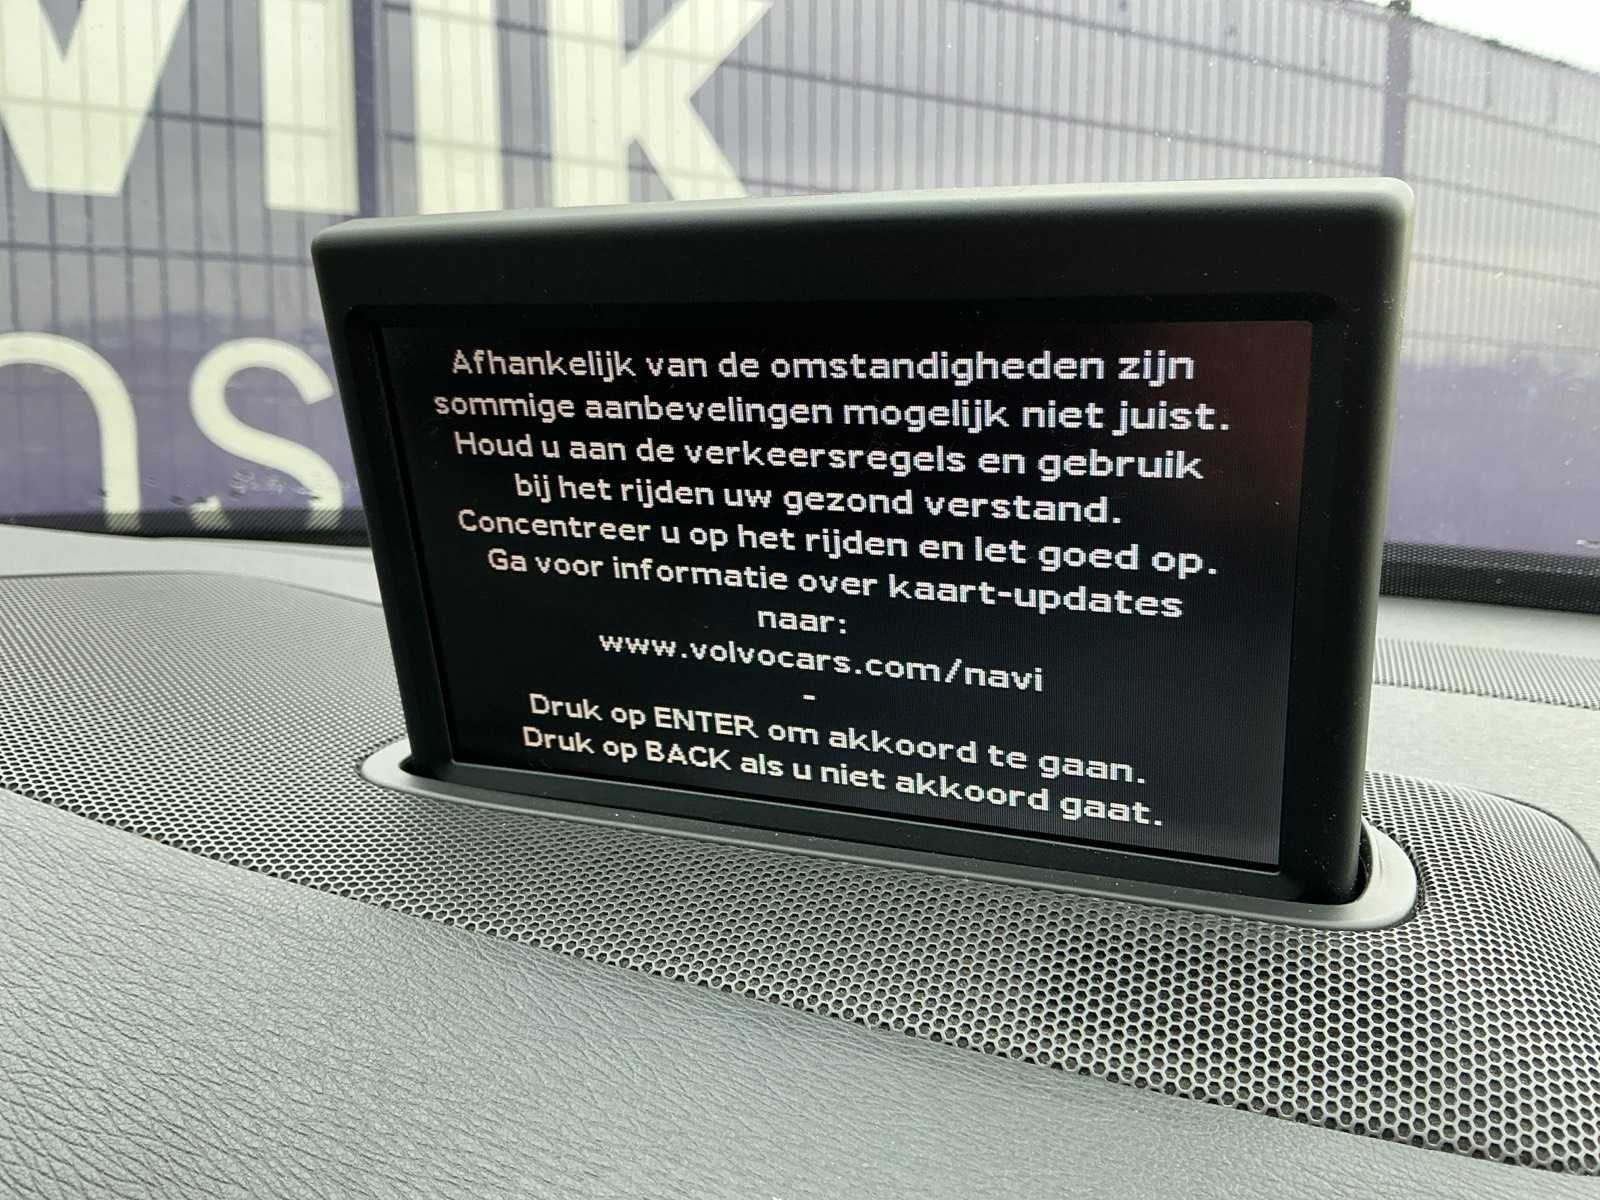 Afhankelijk van de omstandigheden zijn
sommige aanbevelingen mogelijk niet juist.
Houd u aan de verkeersregels en gebruik
bij het rijden uw gezond verstand.
Concentreer u op het rijden en let goed op.
Ga voor informatie over kaart-updates
naar:
www.volvocars.com/navi
-
Druk op ENTER om akkoord te gaan.
Druk op BACK als u niet akkoord gaat.